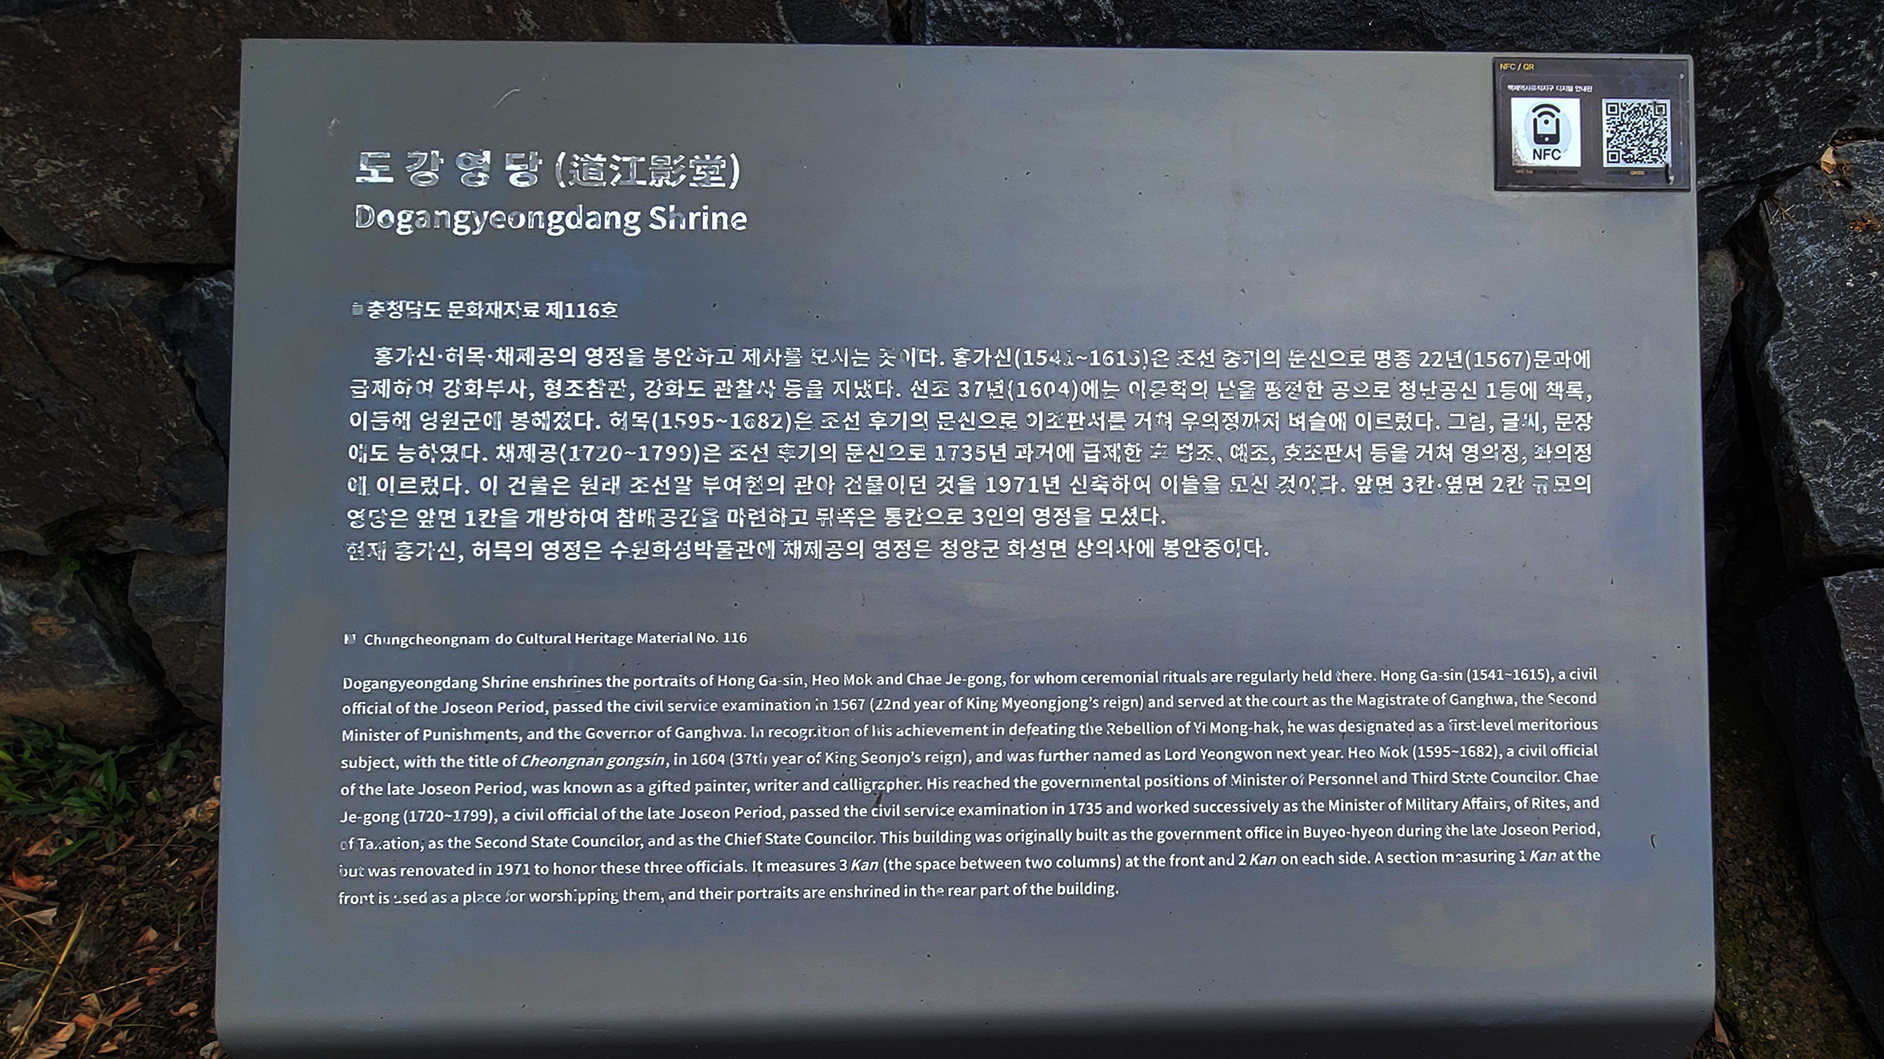 NFC / QR
백제역사유적지구 디지털 안내판
NFC
도강영당 (道江影堂)
Dogangyeongdang Shrine
충청남도 문화재자료 제116호
홍가신·허목·채제공의 영정을 봉안하고 제사를 모시는 곳이다. 홍가신(1541~1615)은 조선 중기의 문신으로 명종 22년(1567)문과에
급제하여 강화부사, 형조참판, 강화도 관찰사 등을 지냈다. 선조 37년(1604)에는 이몽학의 난을 평정한 공으로 청난공신 1등에 책록,
이듬해 영원군에 봉해졌다. 허목(1595~1682)은 조선 후기의 문신으로 이조판서를 거쳐 우의정까지 벼슬에 이르렀다. 그림, 글씨, 문장
에도 능하였다. 채제공(1720~1799)은 조선 후기의 문신으로 1735년 과거에 급제한 후 병조, 예조, 호조판서 등을 거쳐 영의정, 좌의정
에 이르렀다. 이 건물은 원래 조선말 부여현의 관아 건물이던 것을 1971년 신축하여 이들을 모신 것이다. 앞면 3칸·옆면 2칸 규모의
영당은 앞면 1칸을 개방하여 참배공간을 마련하고 뒤쪽은 통칸으로 3인의 영정을 모셨다.
현재 홍가신, 허목의 영정은 수원화성박물관에 채제공의 영정은 청양군 화성면 상의사에 봉안중이다.
Chungcheongnam-do Cultural Heritage Material No. 116
Dogangyeongdang Shrine enshrines the portraits of Hong Ga-sin, Heo Mok and Chae Je-gong, for whom ceremonial rituals are regularly held there. Hong Ga-sin (1541~1615), a civil
official of the Joseon Period, passed the civil service examination in 1567 (22nd year of King Myeongjong's reign) and served at the court as the Magistrate of Ganghwa, the Second
Minister of Punishments, and the Governor of Ganghwa. In recognition of his achievement in defeating the Rebellion of Yi Mong-hak, he was designated as a first-level meritorious
subject, with the title of Cheongnan gongsin, in 1604 (37th year of King Seonjo's reign), and was further named as Lord Yeongwon next year. Heo Mok (1595~1682), a civil official
of the late Joseon Period, was known as a gifted painter, writer and calligrapher. His reached the governmental positions of Minister of Personnel and Third State Councilor. Chae
Je-gong (1720~1799), a civil official of the late Joseon Period, passed the civil service examination in 1735 and worked successively as the Minister of Military Affairs, of Rites, and
of Taxation, as the Second State Councilor, and as the Chief State Councilor. This building was originally built as the government office in Buyeo-hyeon during the late Joseon Period,
but was renovated in 1971 to honor these three officials. It measures 3 Kan (the space between two columns) at the front and 2 Kan on each side. A section measuring 1 Kan at the
front is used as a place for worshipping them, and their portraits are enshrined in the rear part of the building.